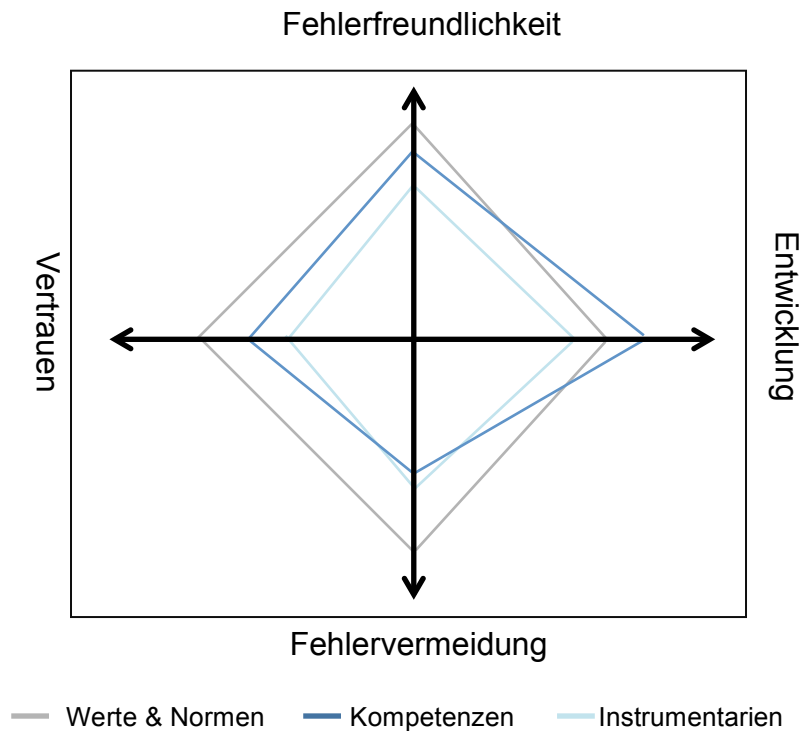 Fehlerfreundlichkeit
Vertrauen
Entwicklung
Fehlervermeidung
Werte & Normen
Kompetenzen
Instrumentarien